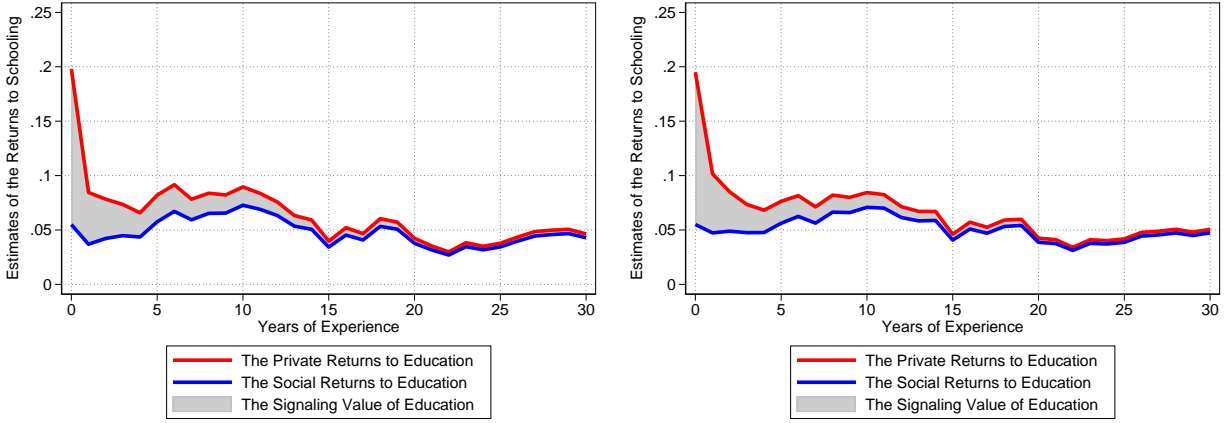 Estimates of the Returns to Schooling
.25
.2
.15
.1
.05
0
0 5 10 15 20 25 30
Years of Experience
The Private Returns to Education
The Social Returns to Education
The Signaling Value of Education
Estimates of the Returns to Schooling
.25
.2
.15
.1
.05
0
0 5 10 15 20 25 30
Years of Experience
The Private Returns to Education
The Social Returns to Education
The Signaling Value of Education